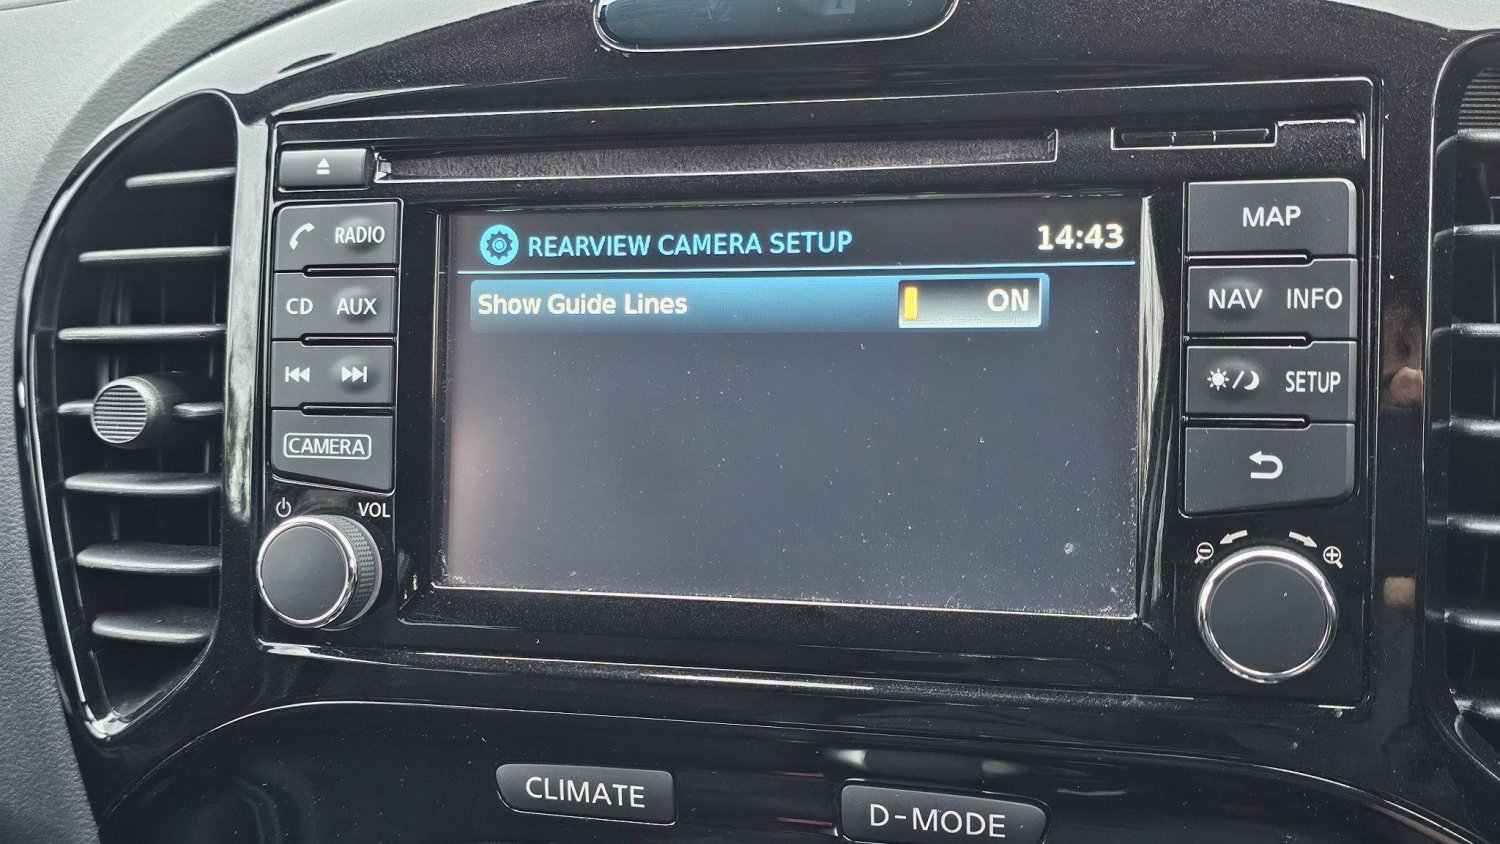 RADIO
CD AUX
CAMERA
VOL
REARVIEW CAMERA SETUP 14:43
Show Guide Lines ON
MAP
NAV INFO
SETUP
CLIMATE
D-MODE